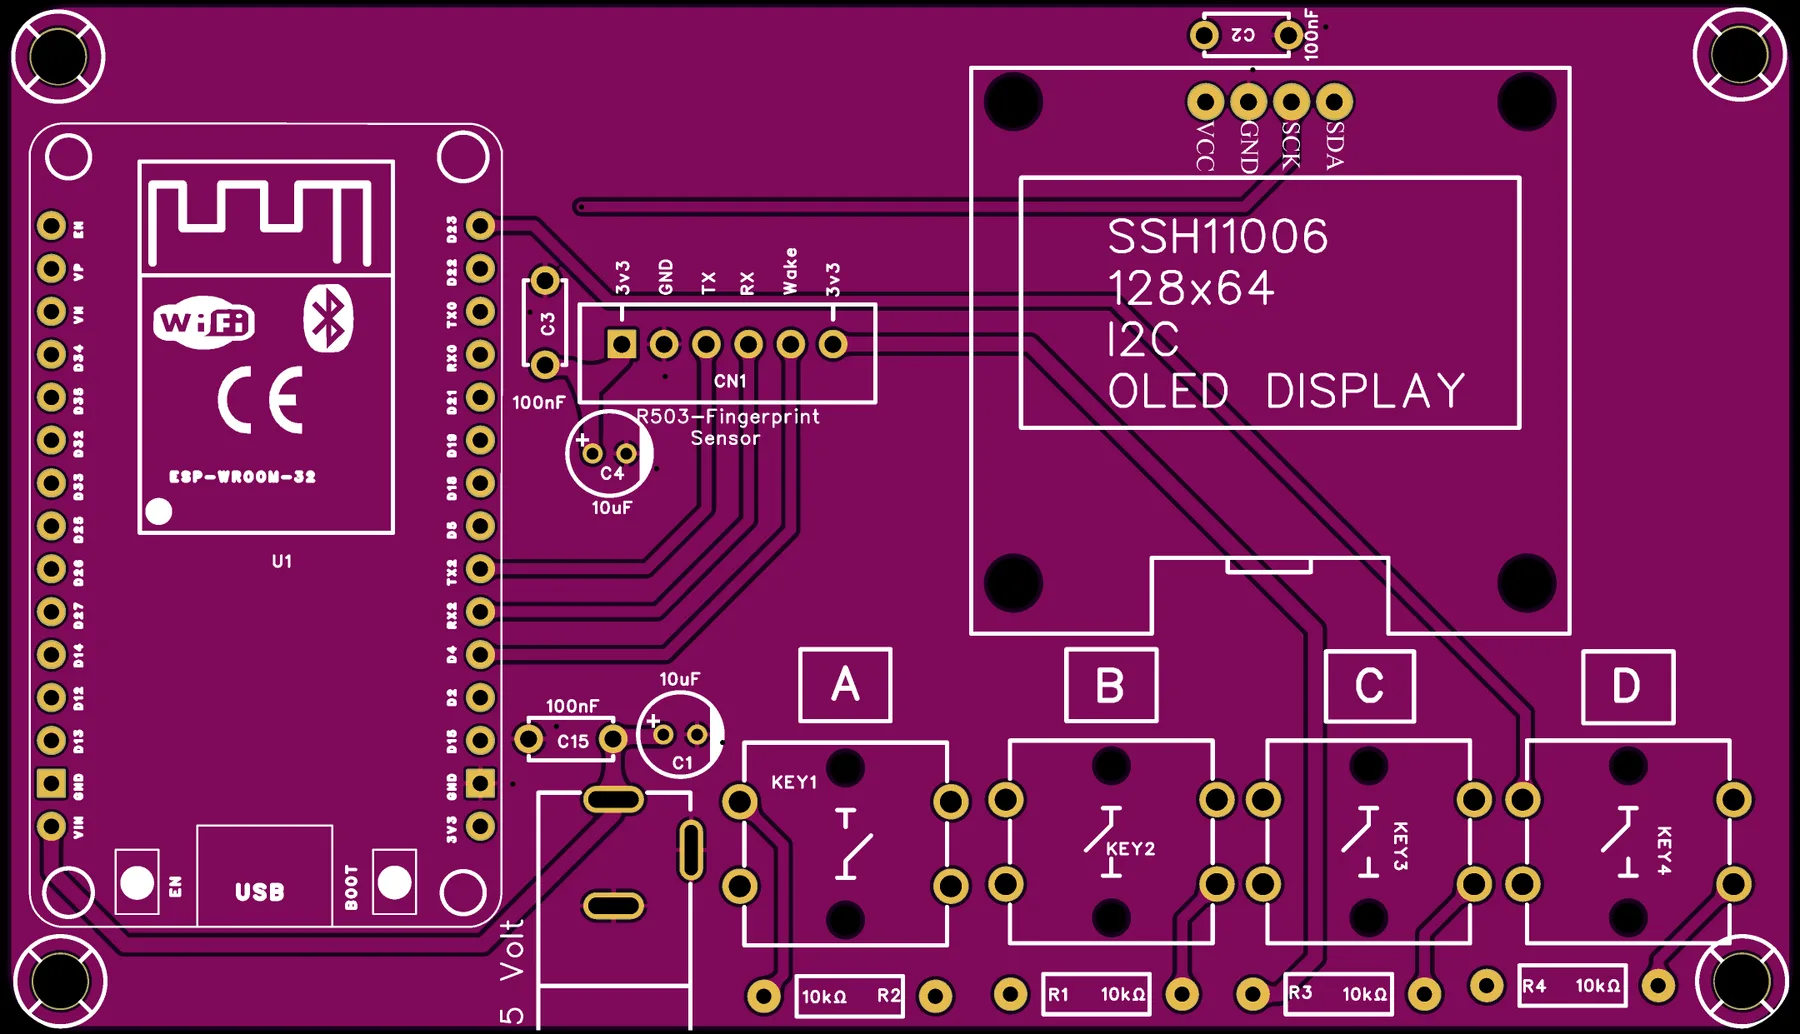 C2
100nF
VCC
GND
SCK
SDA
SSH11006
128x64
I2C
OLED DISPLAY
EN
VP
VN
D34
D35
D32
D33
D25
D26
D27
D14
D12
D13
GND
VIN
WiFi
CE
ESP-WROOM-32
U1
D23
D22
TX0
RX0
D21
D19
D18
D5
TX2
RX2
D4
D2
D15
GND
3V3
EN
USB
BOOT
3v3
GND
TX
RX
Wake
3v3
C3
100nF
CN1
R503-Fingerprint
Sensor
+
C4
10uF
10uF
100nF
C15
+
C1
5 Volt
A
B
C
D
KEY1
KEY2
KEY3
KEY4
10kΩ R2
R1 10kΩ
R3 10kΩ
R4 10kΩ